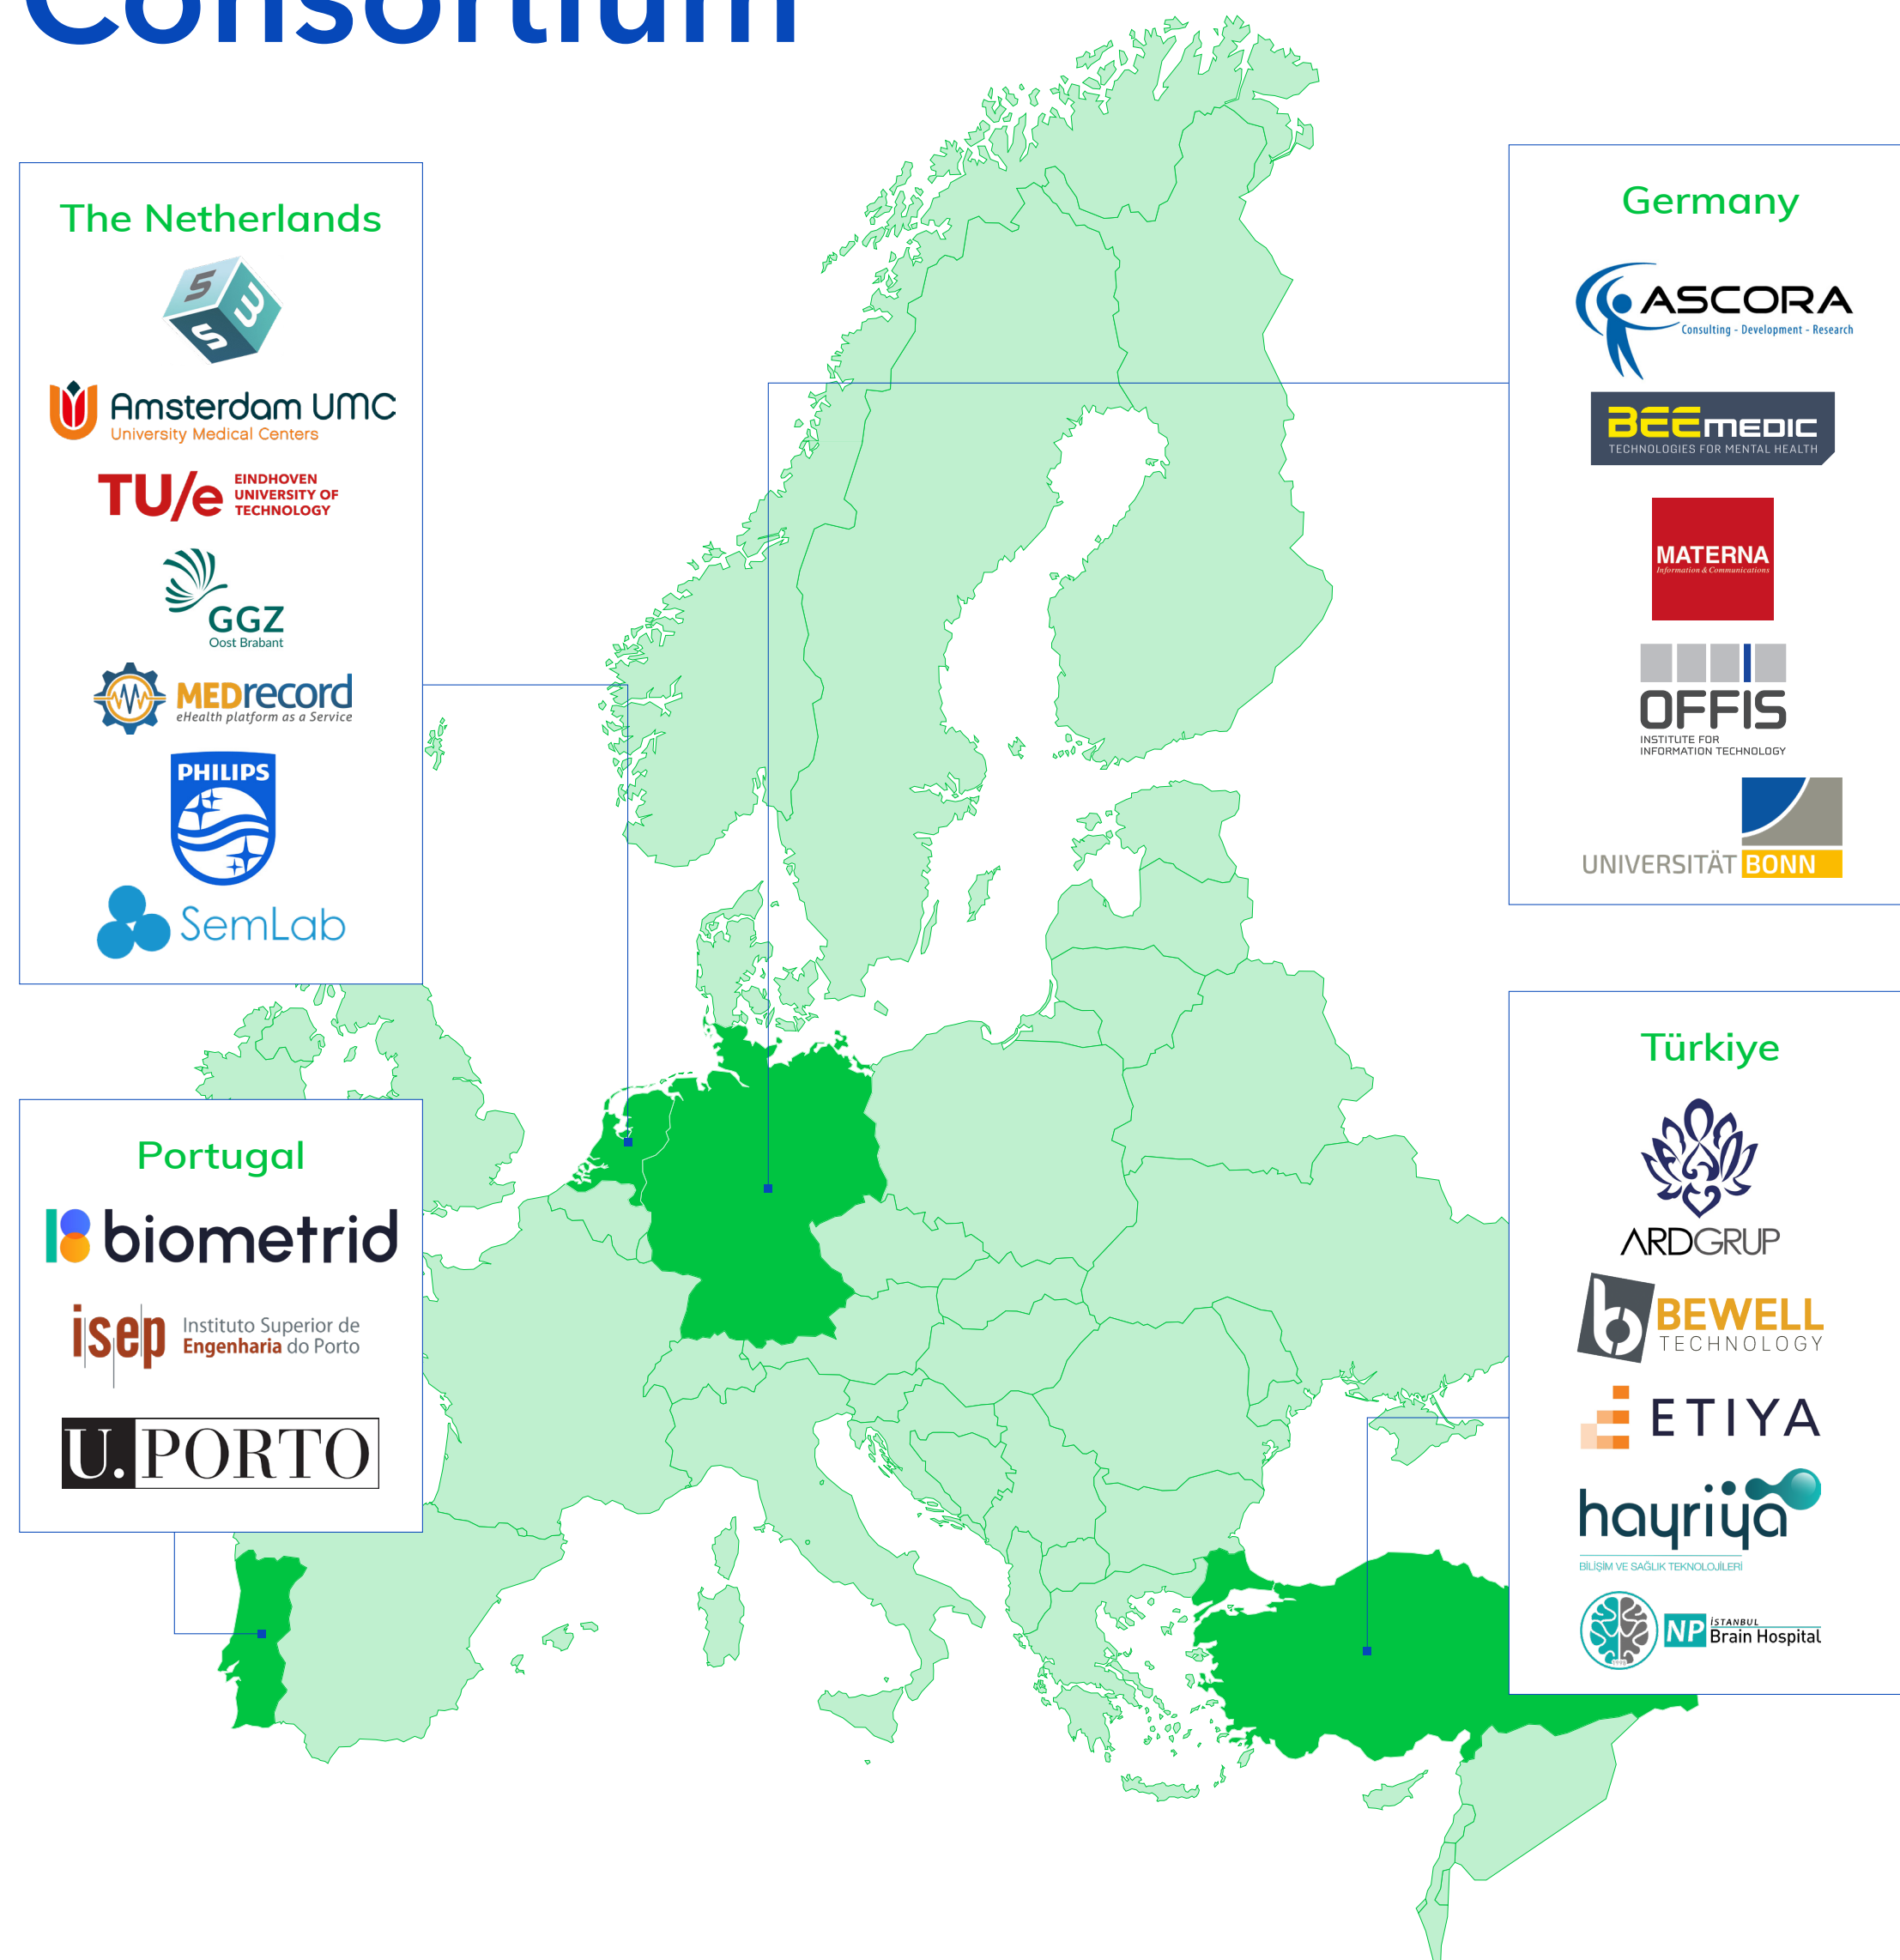 Consortium
The Netherlands
S W S
Amsterdam UMC
University Medical Centers
TU/e
EINDHOVEN
UNIVERSITY OF
TECHNOLOGY
GGZ
Oost Brabant
MEDrecord
eHealth platform as a Service
PHILIPS
SemLab
Portugal
biometrid
isep
Instituto Superior de
Engenharia do Porto
U.PORTO
Germany
ASCORA
Consulting - Development - Research
BEEMEDIC
TECHNOLOGIES FOR MENTAL HEALTH
MATERNA
Information & Communications
OFFIS
INSTITUTE FOR
INFORMATION TECHNOLOGY
UNIVERSITÄT BONN
Türkiye
ARDGRUP
b
BEWELL
TECHNOLOGY
ETIYA
hayriya
BİLİŞİM VE SAĞLIK TEKNOLOJİLERİ
NP
İSTANBUL
Brain Hospital